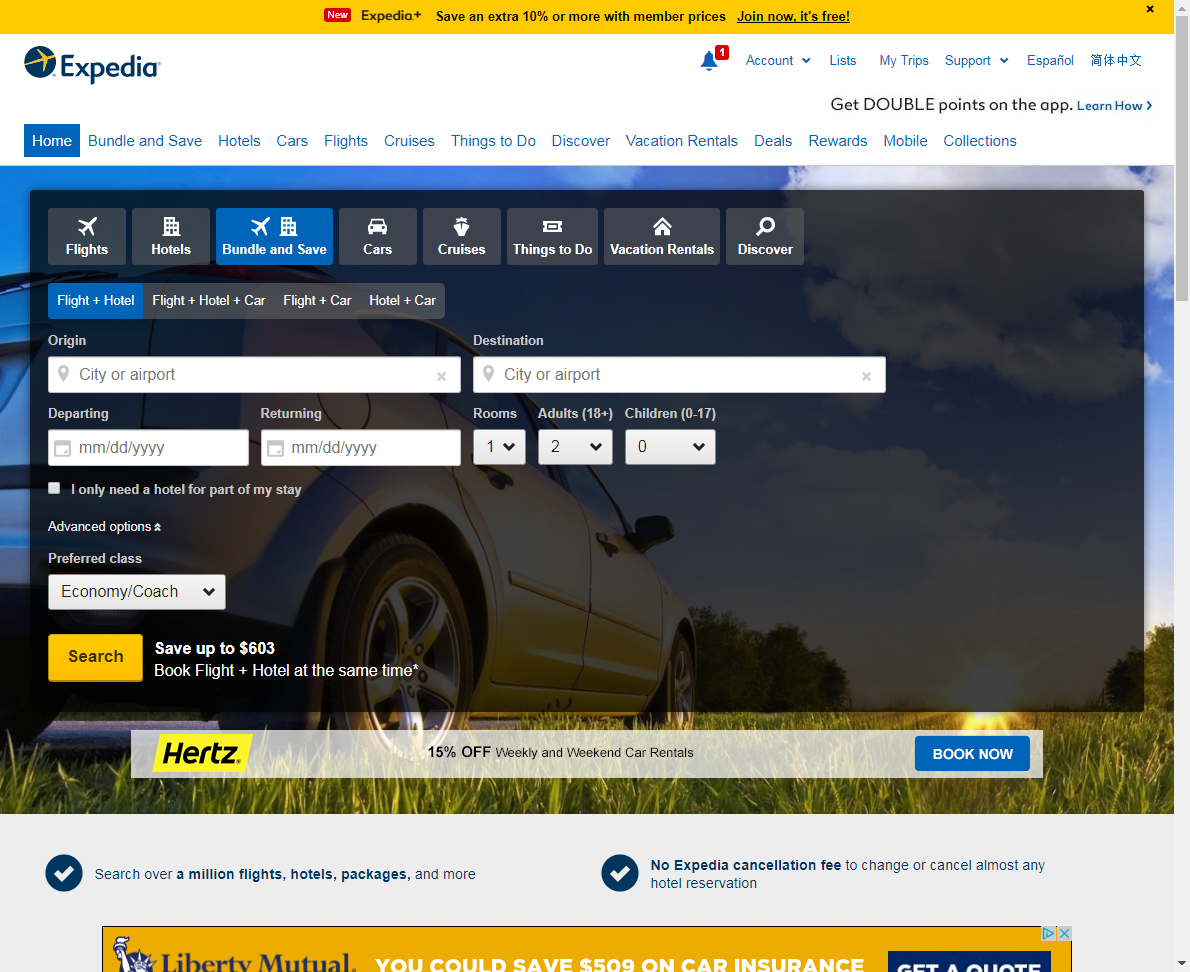 New Expedia+ Save an extra 10% or more with member prices Join now, it's free!
Expedia
1 Account Lists My Trips Support Español 简体中文
Get DOUBLE points on the app. Learn How
Home Bundle and Save Hotels Cars Flights Cruises Things to Do Discover Vacation Rentals Deals Rewards Mobile Collections
Flights Hotels Bundle and Save Cars Cruises Things to Do Vacation Rentals Discover
Flight + Hotel Flight + Hotel + Car Flight + Car Hotel + Car
Origin Destination
City or airport City or airport
Departing Returning Rooms Adults (18+) Children (0-17)
mm/dd/yyyy mm/dd/yyyy 1 2 0
I only need a hotel for part of my stay
Advanced options
Preferred class
Economy/Coach
Search
Save up to $603
Book Flight + Hotel at the same time*
Hertz. 15% OFF Weekly and Weekend Car Rentals BOOK NOW
Search over a million flights, hotels, packages, and more
No Expedia cancellation fee to change or cancel almost any
hotel reservation
Liberty Mutual. YOU COULD SAVE $509 ON CAR INSURANCE GET A QUOTE